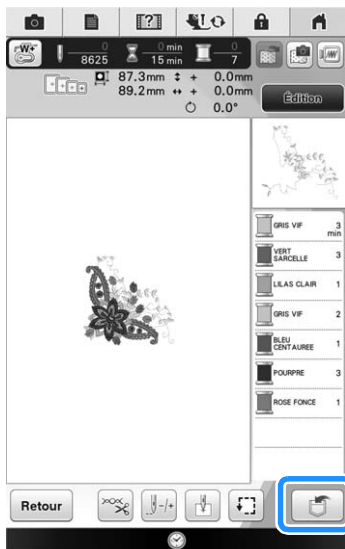 W+
0
8625
0 min
15 min
0
7
87.3mm ↕ + 0.0mm
89.2mm ↔ + 0.0mm
0.0°
Édition
GRIS VIF 3 min
VERT SARCELLE 3
LILAS CLAIR 1
GRIS VIF 2
BLEU CENTAUREE 1
POURPRE 3
ROSE FONCE 1
Retour
-/+